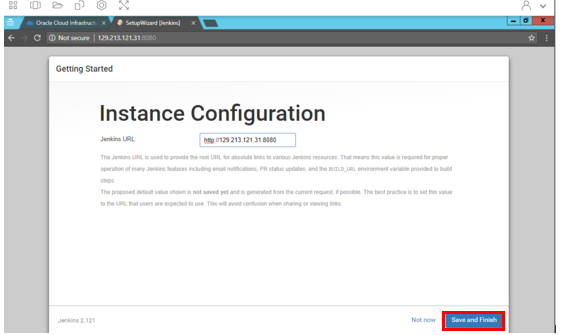 Oracle Cloud Infrastructu
SetupWizard [Jenkins]
Not secure | 129.213.121.31:8080
Getting Started
Instance Configuration
Jenkins URL:
http://129.213.121.31:8080
The Jenkins URL is used to provide the root URL for absolute links to various Jenkins resources. That means this value is required for proper
operation of many Jenkins features including email notifications, PR status updates, and the BUILD_URL environment variable provided to build
steps.
The proposed default value shown is not saved yet and is generated from the current request, if possible. The best practice is to set this value
to the URL that users are expected to use. This will avoid confusion when sharing or viewing links.
Jenkins 2.121
Not now
Save and Finish